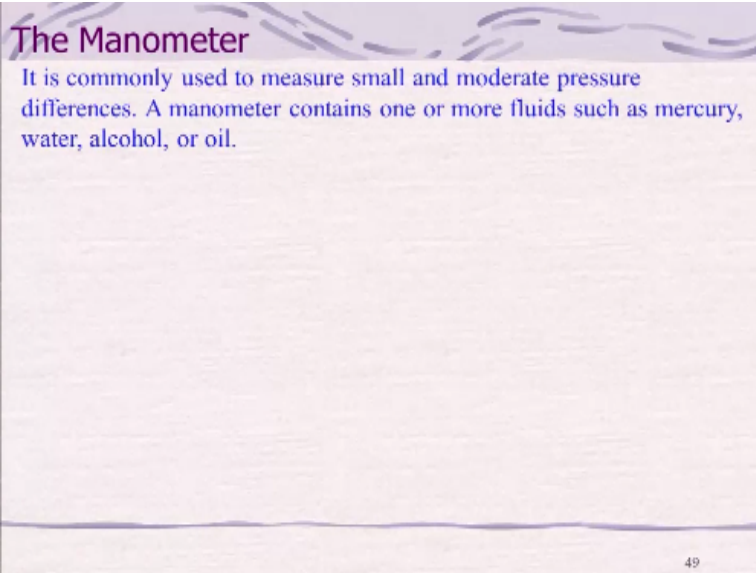 The Manometer
It is commonly used to measure small and moderate pressure
differences. A manometer contains one or more fluids such as mercury,
water, alcohol, or oil.
49